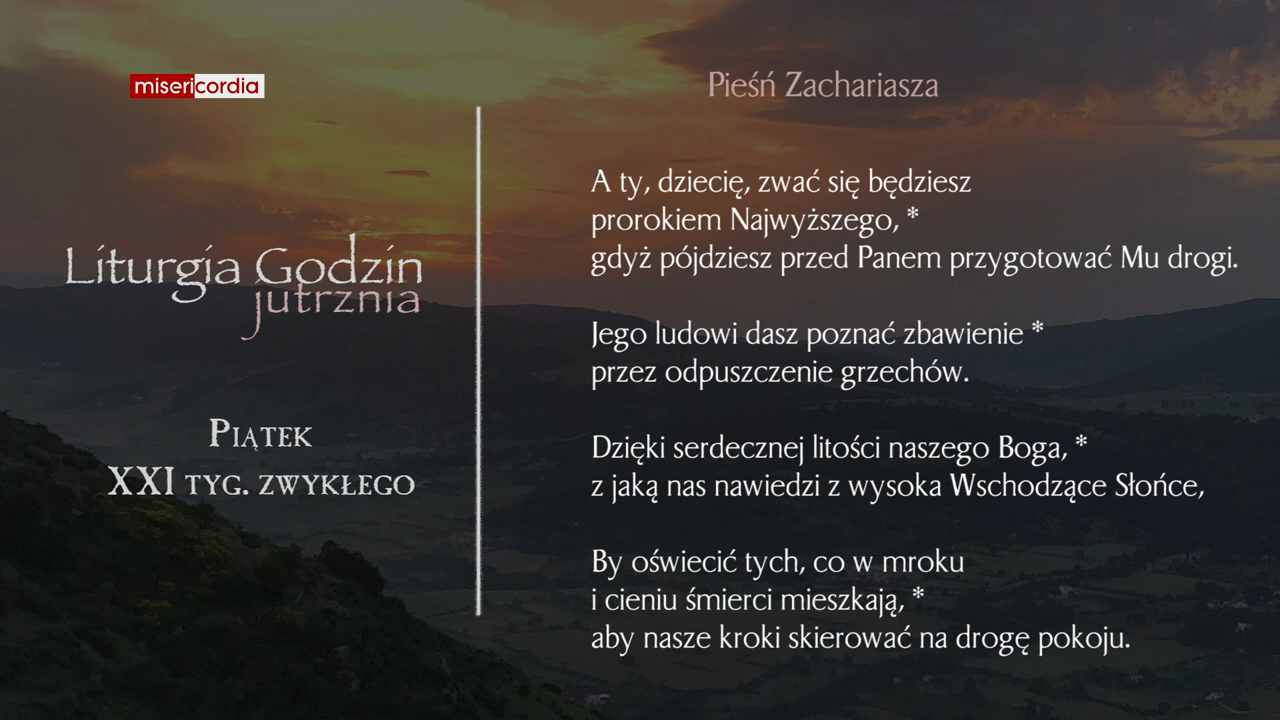 misericordia
Liturgia Godzin
jutrznia
Piątek
XXI tyg. zwykłego
Pieśń Zachariasza
A ty, dziecię, zwać się będziesz
prorokiem Najwyższego, *
gdyż pójdziesz przed Panem przygotować Mu drogi.
Jego ludowi dasz poznać zbawienie *
przez odpuszczenie grzechów.
Dzięki serdecznej litości naszego Boga, *
z jaką nas nawiedzi z wysoka Wschodzące Słońce,
By oświecić tych, co w mroku
i cieniu śmierci mieszkają, *
aby nasze kroki skierować na drogę pokoju.